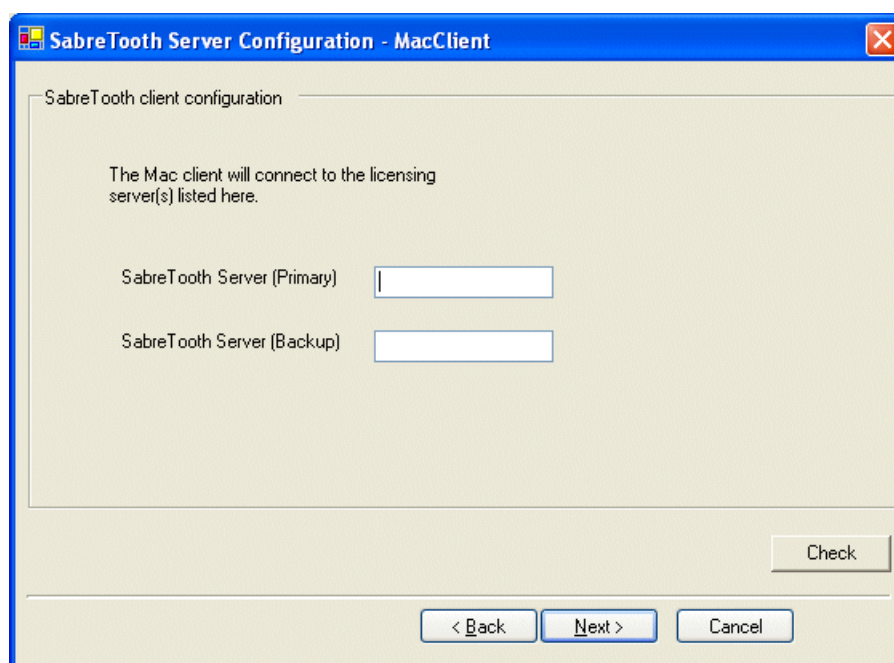 SabreTooth Server Configuration - MacClient
SabreTooth client configuration
The Mac client will connect to the licensing
server(s) listed here.
SabreTooth Server (Primary)
SabreTooth Server (Backup)
Check
< Back
Next >
Cancel